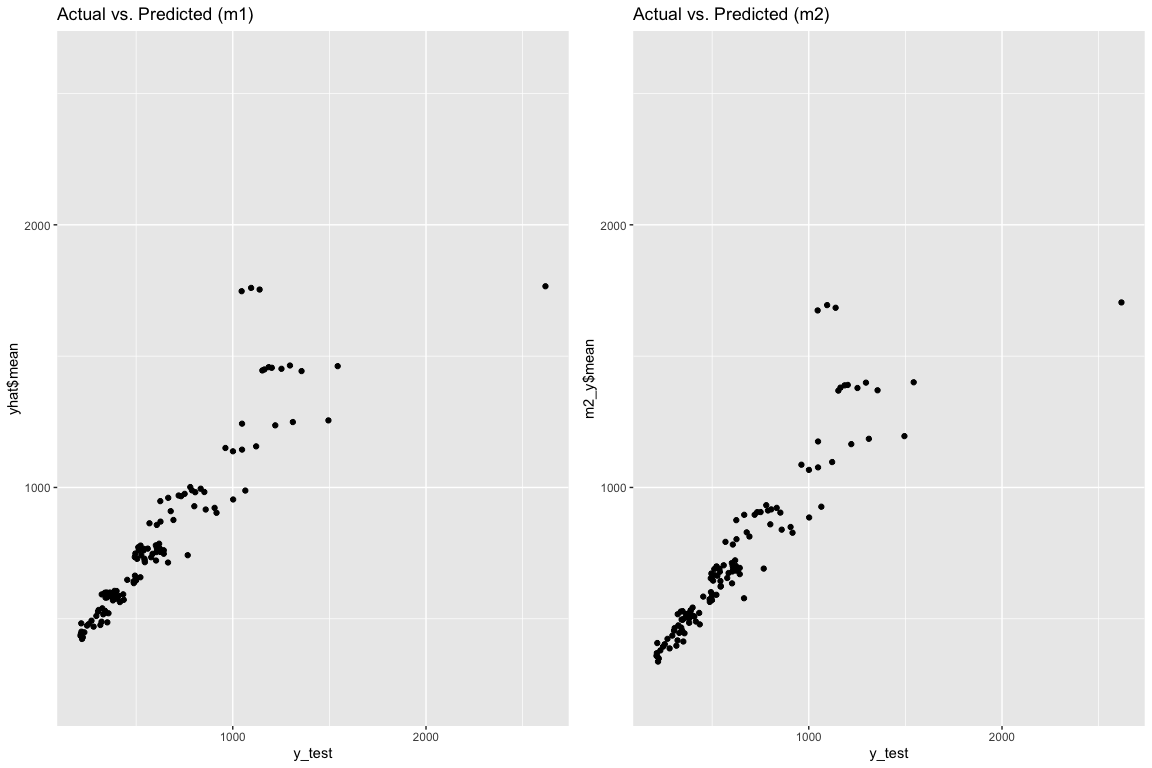 Actual vs. Predicted (m1)
2000
1000
yhat$mean
1000 2000
y_test
Actual vs. Predicted (m2)
2000
1000
m2_y$mean
1000 2000
y_test